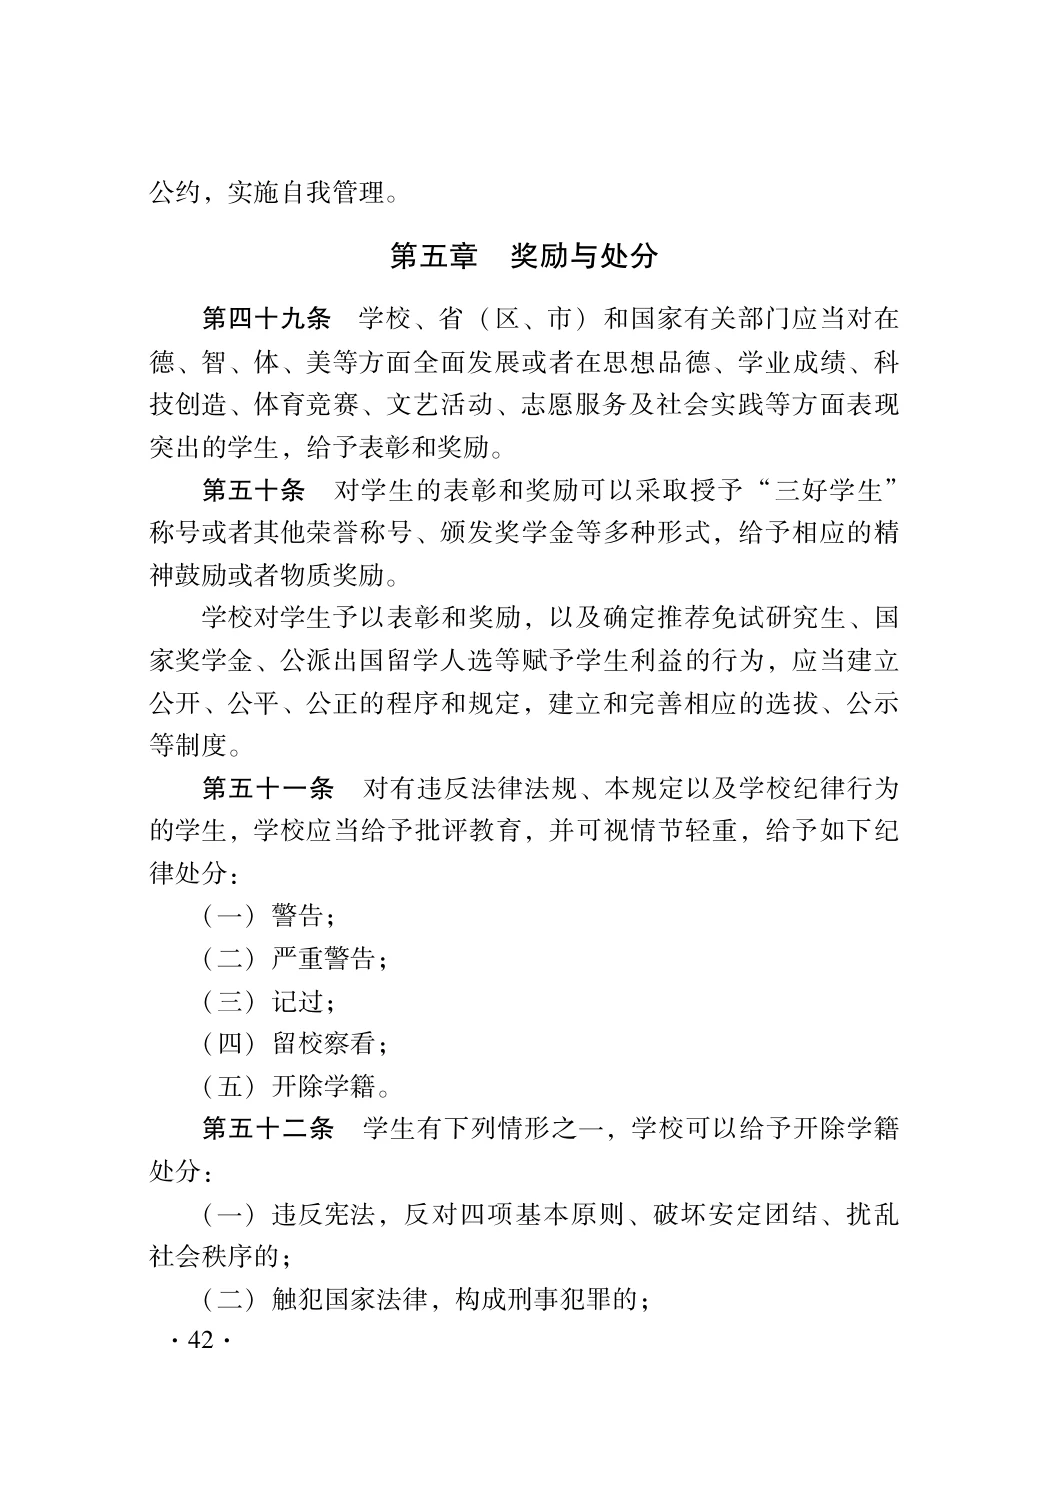 公约，实施自我管理。
第五章　奖励与处分
第四十九条　学校、省（区、市）和国家有关部门应当对在
德、智、体、美等方面全面发展或者在思想品德、学业成绩、科
技创造、体育竞赛、文艺活动、志愿服务及社会实践等方面表现
突出的学生，给予表彰和奖励。
第五十条　对学生的表彰和奖励可以采取授予“三好学生”
称号或者其他荣誉称号、颁发奖学金等多种形式，给予相应的精
神鼓励或者物质奖励。
学校对学生予以表彰和奖励，以及确定推荐免试研究生、国
家奖学金、公派出国留学人选等赋予学生利益的行为，应当建立
公开、公平、公正的程序和规定，建立和完善相应的选拔、公示
等制度。
第五十一条　对有违反法律法规、本规定以及学校纪律行为
的学生，学校应当给予批评教育，并可视情节轻重，给予如下纪
律处分：
（一）警告；
（二）严重警告；
（三）记过；
（四）留校察看；
（五）开除学籍。
第五十二条　学生有下列情形之一，学校可以给予开除学籍
处分：
（一）违反宪法，反对四项基本原则、破坏安定团结、扰乱
社会秩序的；
（二）触犯国家法律，构成刑事犯罪的；
·42·